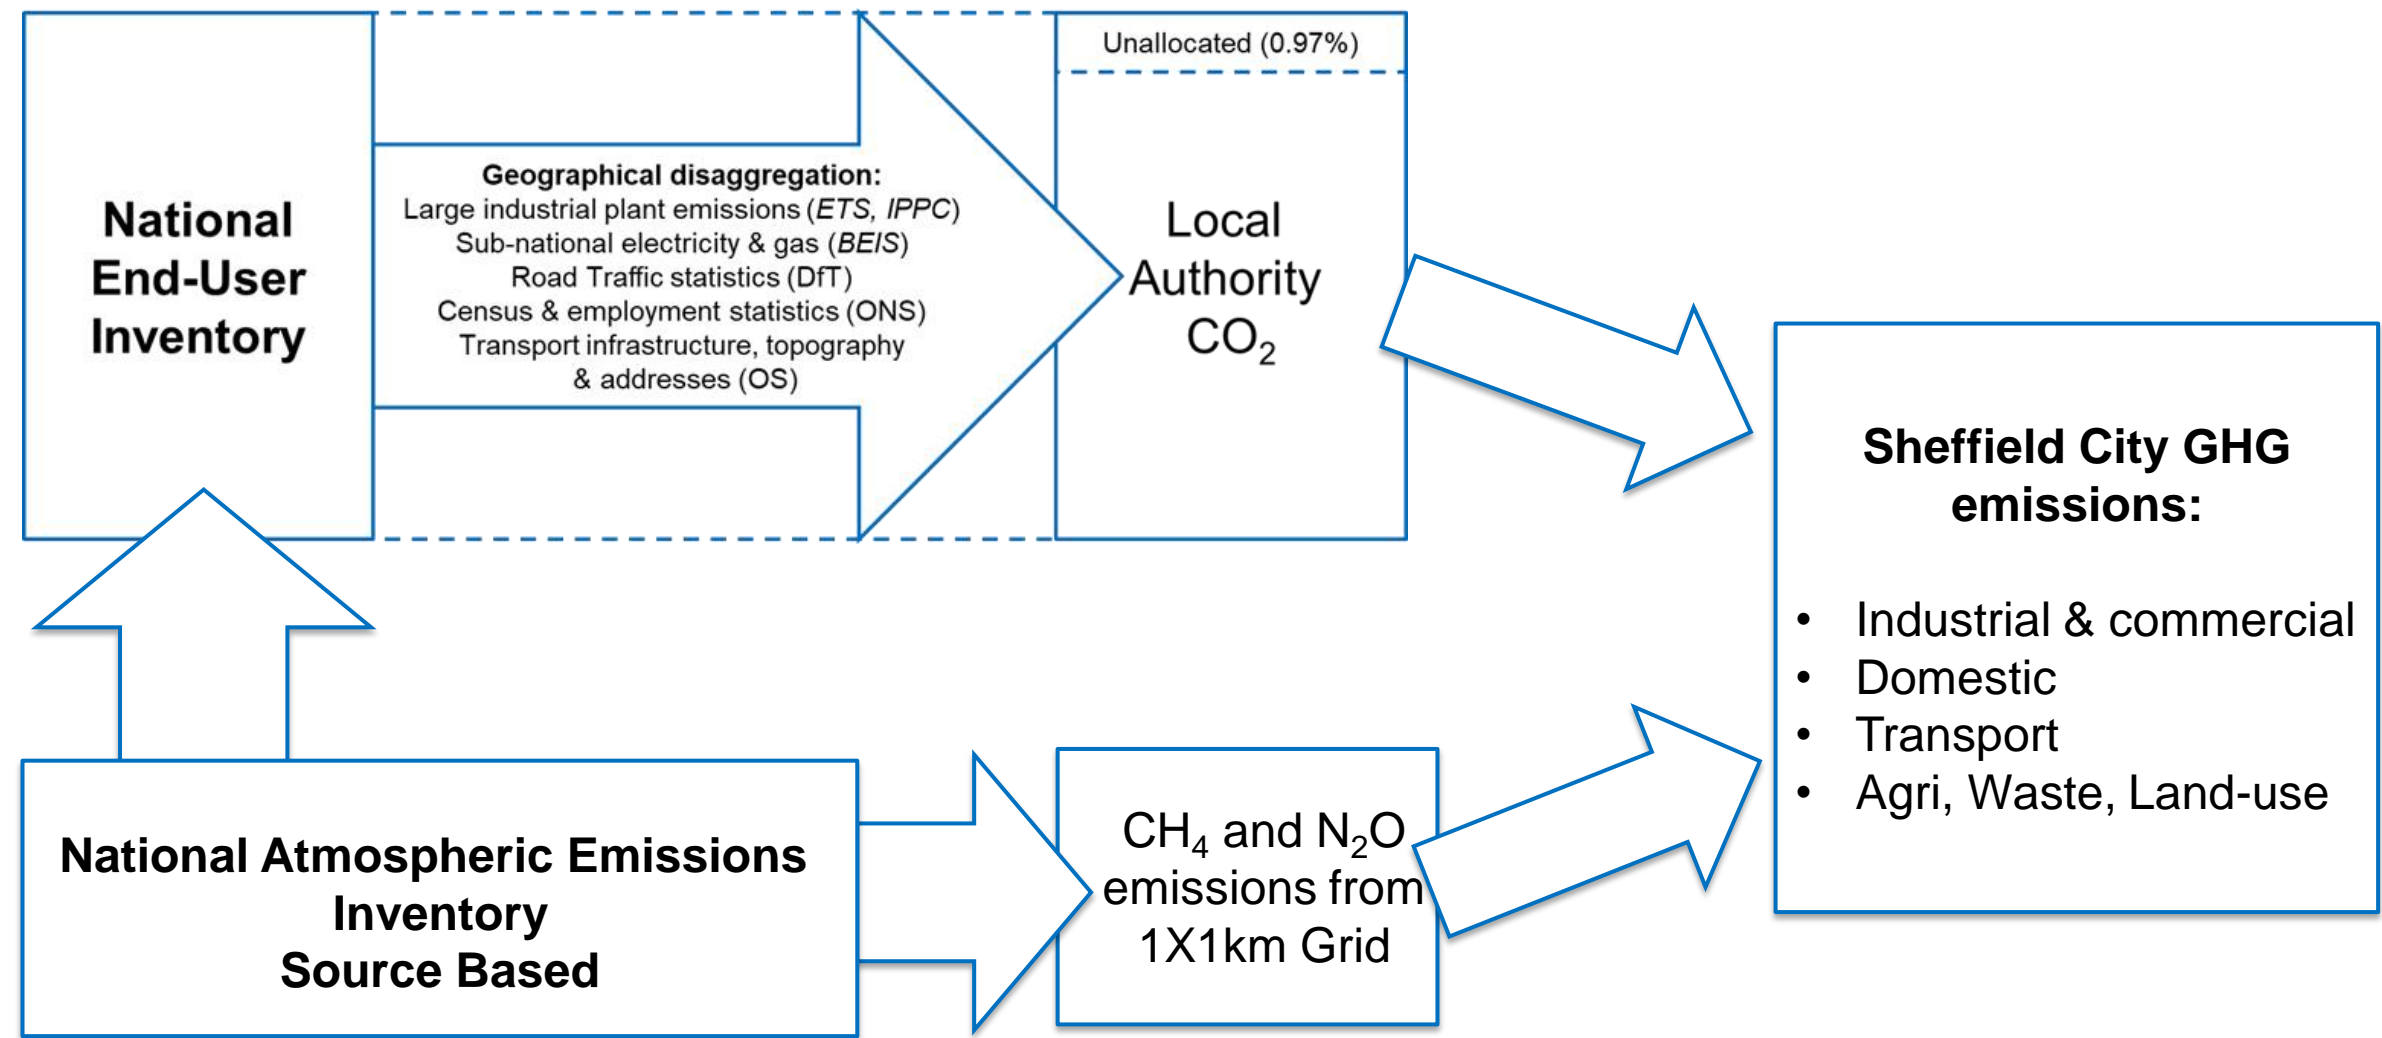 National
End-User
Inventory
Geographical disaggregation:
Large industrial plant emissions (ETS, IPPC)
Sub-national electricity & gas (BEIS)
Road Traffic statistics (DfT)
Census & employment statistics (ONS)
Transport infrastructure, topography
& addresses (OS)
Unallocated (0.97%)
Local
Authority
CO₂
National Atmospheric Emissions
Inventory
Source Based
CH₄ and N₂O
emissions from
1X1km Grid
Sheffield City GHG
emissions:
• Industrial & commercial
• Domestic
• Transport
• Agri, Waste, Land-use